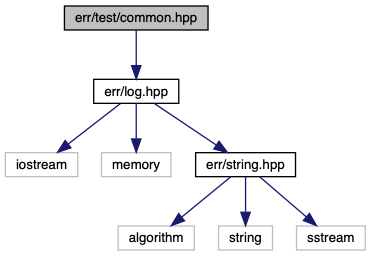 err/test/common.hpp
err/log.hpp
iostream
memory
err/string.hpp
algorithm
string
sstream